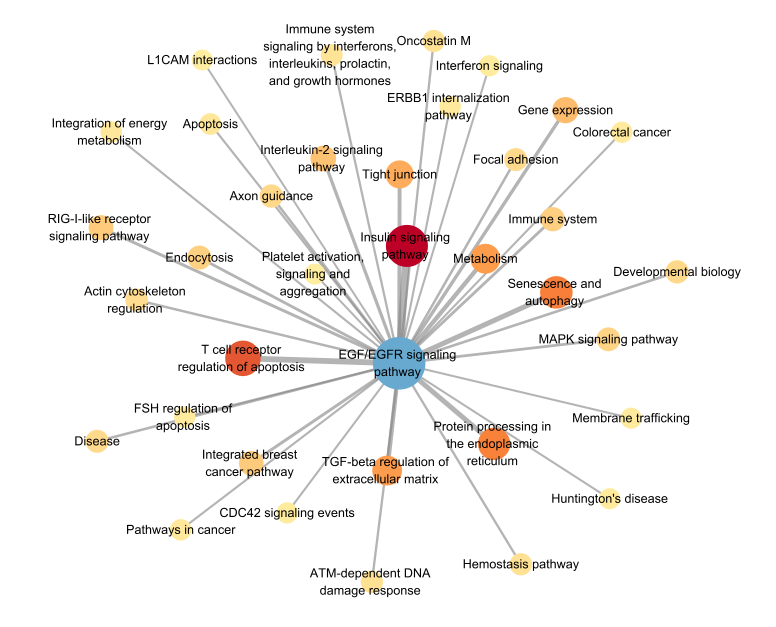 Immune system
signaling by interferons,
interleukins, prolactin,
and growth hormones
Oncostatin M
L1CAM interactions
Interferon signaling
ERBB1 internalization
pathway
Gene expression
Integration of energy
metabolism
Apoptosis
Colorectal cancer
Interleukin-2 signaling
pathway
Tight junction
Focal adhesion
Axon guidance
RIG-I-like receptor
signaling pathway
Immune system
Insulin signaling
pathway
Endocytosis
Platelet activation,
signaling and
aggregation
Metabolism
Developmental biology
Senescence and
autophagy
Actin cytoskeleton
regulation
MAPK signaling pathway
T cell receptor
regulation of apoptosis
EGF/EGFR signaling
pathway
FSH regulation of
apoptosis
Membrane trafficking
Disease
Protein processing in
the endoplasmic
reticulum
Integrated breast
cancer pathway
TGF-beta regulation of
extracellular matrix
Huntington's disease
CDC42 signaling events
Pathways in cancer
Hemostasis pathway
ATM-dependent DNA
damage response